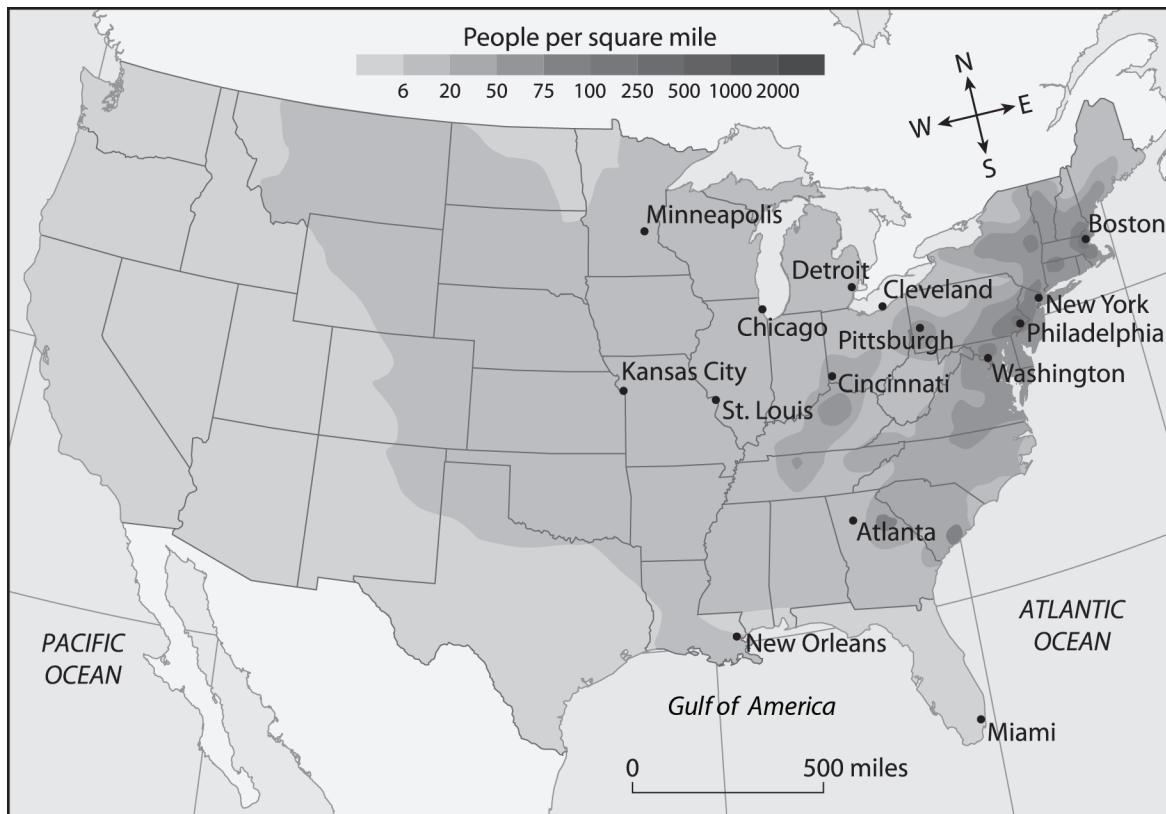 People per square mile
6 20 50 75 100 250 500 1000 2000
N
W
E
S
Minneapolis
Boston
Detroit
Cleveland
New York
Chicago
Pittsburgh
Philadelphia
Kansas City
Cincinnati
Washington
St. Louis
Atlanta
PACIFIC
OCEAN
ATLANTIC
OCEAN
New Orleans
Gulf of America
Miami
0 500 miles